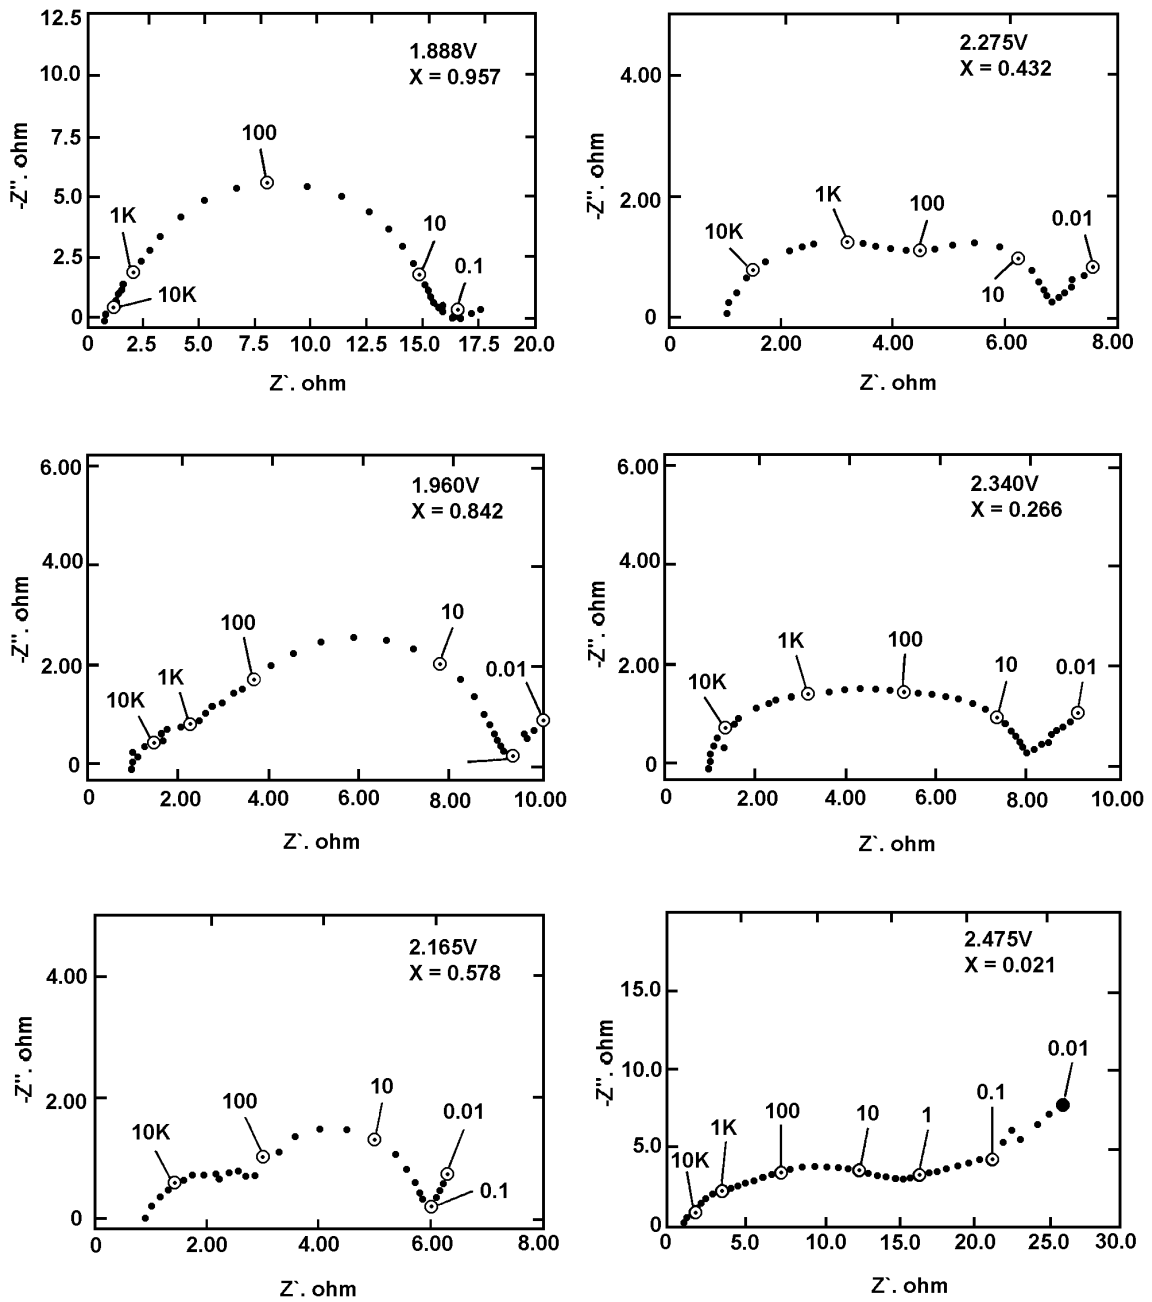 12.5
10.0
7.5
5.0
2.5
0
-Z". ohm
1.888V
X = 0.957
100
1K
10K
10
0.1
0 2.5 7.5 10.0 12.5 15.0 17.5 20.0
Z`. ohm
4.00
2.00
0
-Z". ohm
2.275V
X = 0.432
10K
1K
100
10
0.01
0 2.00 4.00 6.00 8.00
Z`. ohm
6.00
4.00
2.00
0
-Z". ohm
1.960V
X = 0.842
10K
1K
100
10
0.01
0 2.00 4.00 6.00 8.00 10.00
Z`. ohm
6.00
4.00
2.00
0
-Z". ohm
2.340V
X = 0.266
10K
1K
100
10
0.01
0 2.00 4.00 6.00 8.00 10.00
Z`. ohm
4.00
2.00
0
-Z". ohm
2.165V
X = 0.578
10K
100
10
0.01
0.1
0 2.00 4.00 6.00 8.00
Z`. ohm
15.0
10.0
5.0
0
-Z". ohm
2.475V
X = 0.021
10K
1K
100
10
1
0.1
0.01
0 5.0 10.0 15.0 20.0 25.0 30.0
Z`. ohm